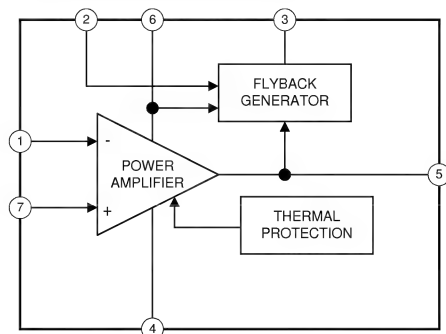 2
6
3
FLYBACK
GENERATOR
1
-
POWER
AMPLIFIER
5
7
+
THERMAL
PROTECTION
4